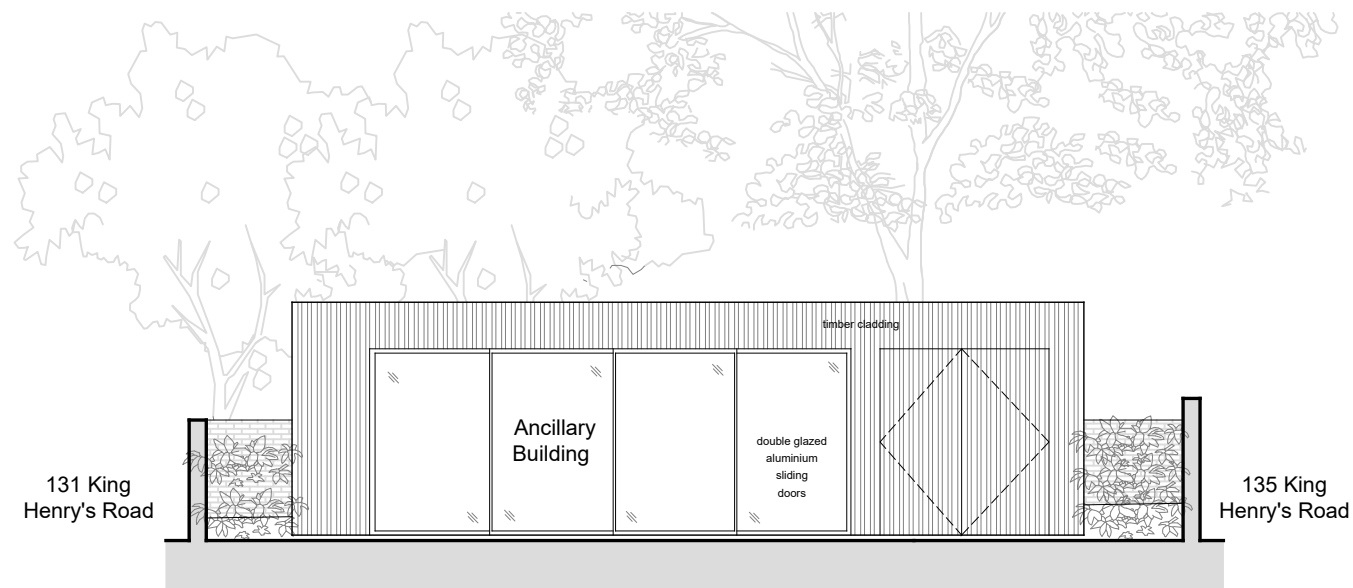 timber cladding
Ancillary
Building
double glazed
aluminium
sliding
doors
131 King
Henry's Road
135 King
Henry's Road